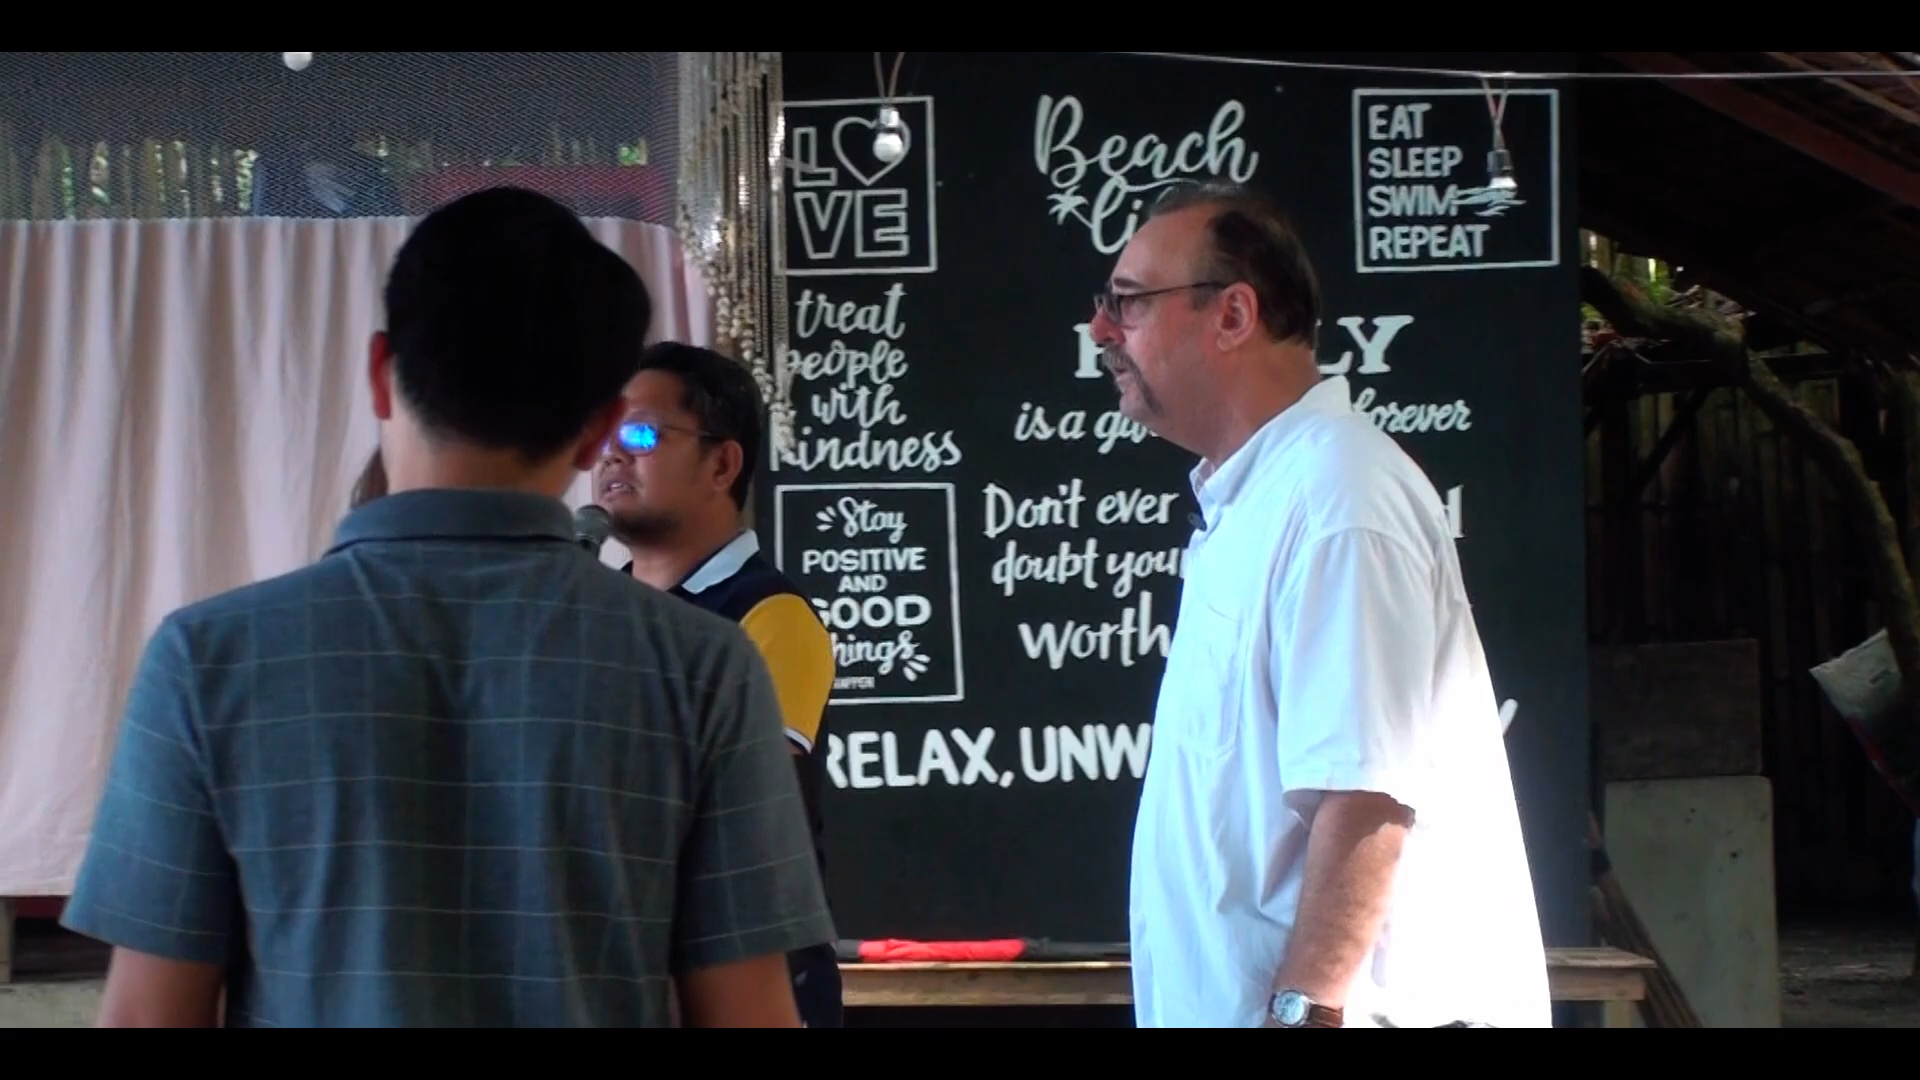 LOVE
Beach
EAT
SLEEP
SWIM
REPEAT
treat
people
with
kindness
LY
is a
forever
Stay
POSITIVE
AND
GOOD
things
Don't ever
doubt your
worth
RELAX, UNW